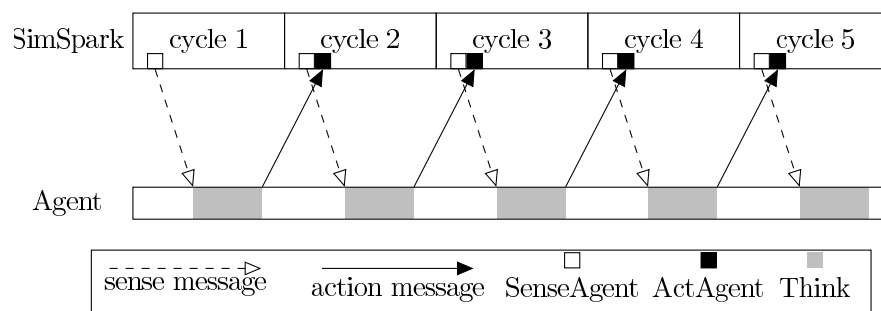 SimSpark cycle 1 cycle 2 cycle 3 cycle 4 cycle 5
Agent
sense message action message SenseAgent ActAgent Think